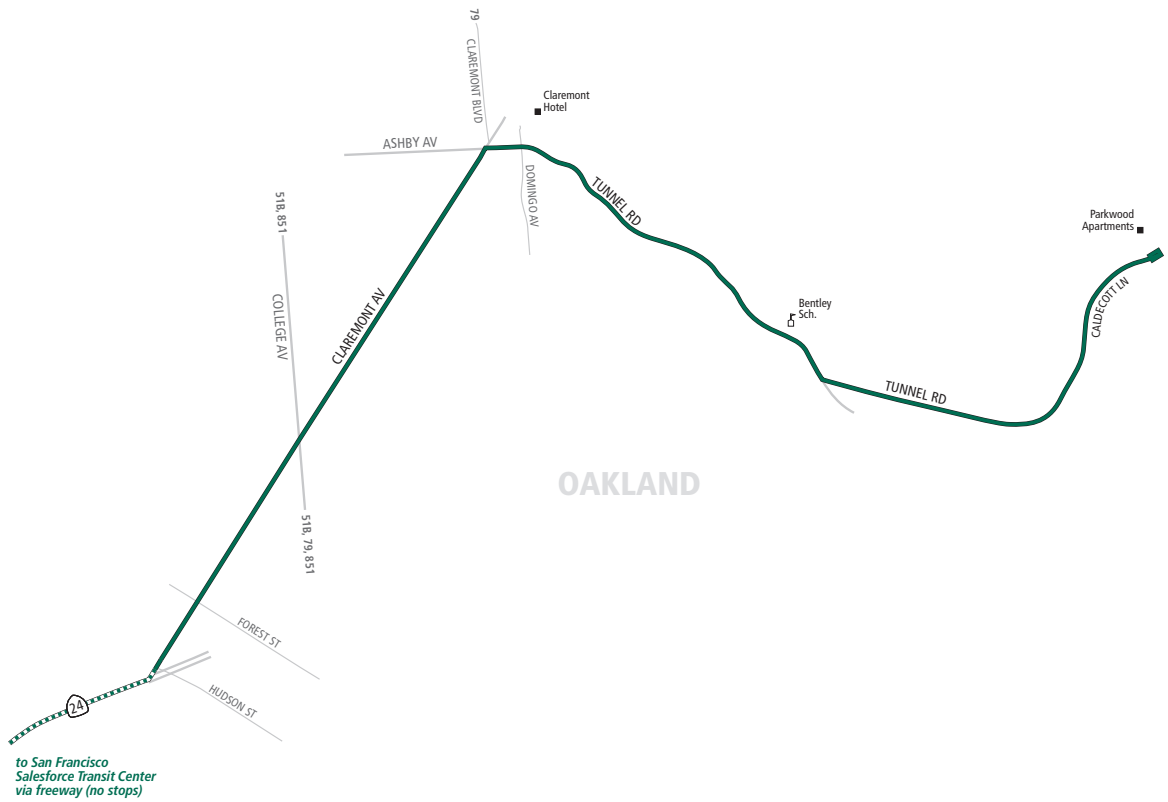 79
CLAREMONT BLVD
Claremont
Hotel
ASHBY AV
DOMINGO AV
TUNNEL RD
51B, 851
COLLEGE AV
CLAREMONT AV
Parkwood
Apartments
CALDECOTT LN
Bentley
Sch.
TUNNEL RD
OAKLAND
51B, 79, 851
FOREST ST
HUDSON ST
24
to San Francisco
Salesforce Transit Center
via freeway (no stops)